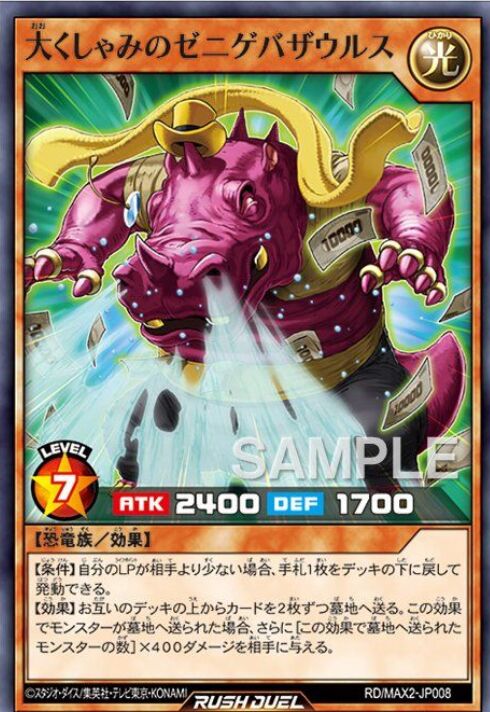 大くしゃみのゼニゲバザウルス
光
10000
SAMPLE
LEVEL
7
ATK 2400 DEF 1700
【恐竜族/効果】
【条件】自分のLPが相手より少ない場合、手札1枚をデッキの下に戻して
発動できる。
【効果】お互いのデッキの上からカードを2枚ずつ墓地へ送る。この効果
でモンスターが墓地へ送られた場合、さらに[この効果で墓地へ送られた
モンスターの数]×400ダメージを相手に与える。
©スタジオ・ダイス/集英社・テレビ東京・KONAMI
RUSH DUEL
RD/MAX2-JP008